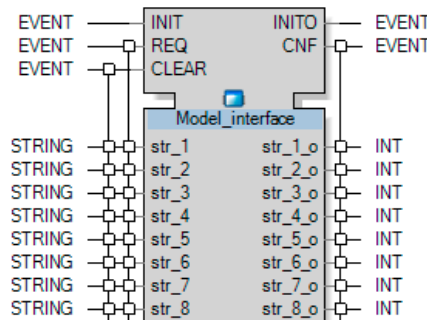 EVENT INIT INITO EVENT
EVENT REQ CNF EVENT
EVENT CLEAR
Model_interface
STRING str_1 str_1_o INT
STRING str_2 str_2_o INT
STRING str_3 str_3_o INT
STRING str_4 str_4_o INT
STRING str_5 str_5_o INT
STRING str_6 str_6_o INT
STRING str_7 str_7_o INT
STRING str_8 str_8_o INT